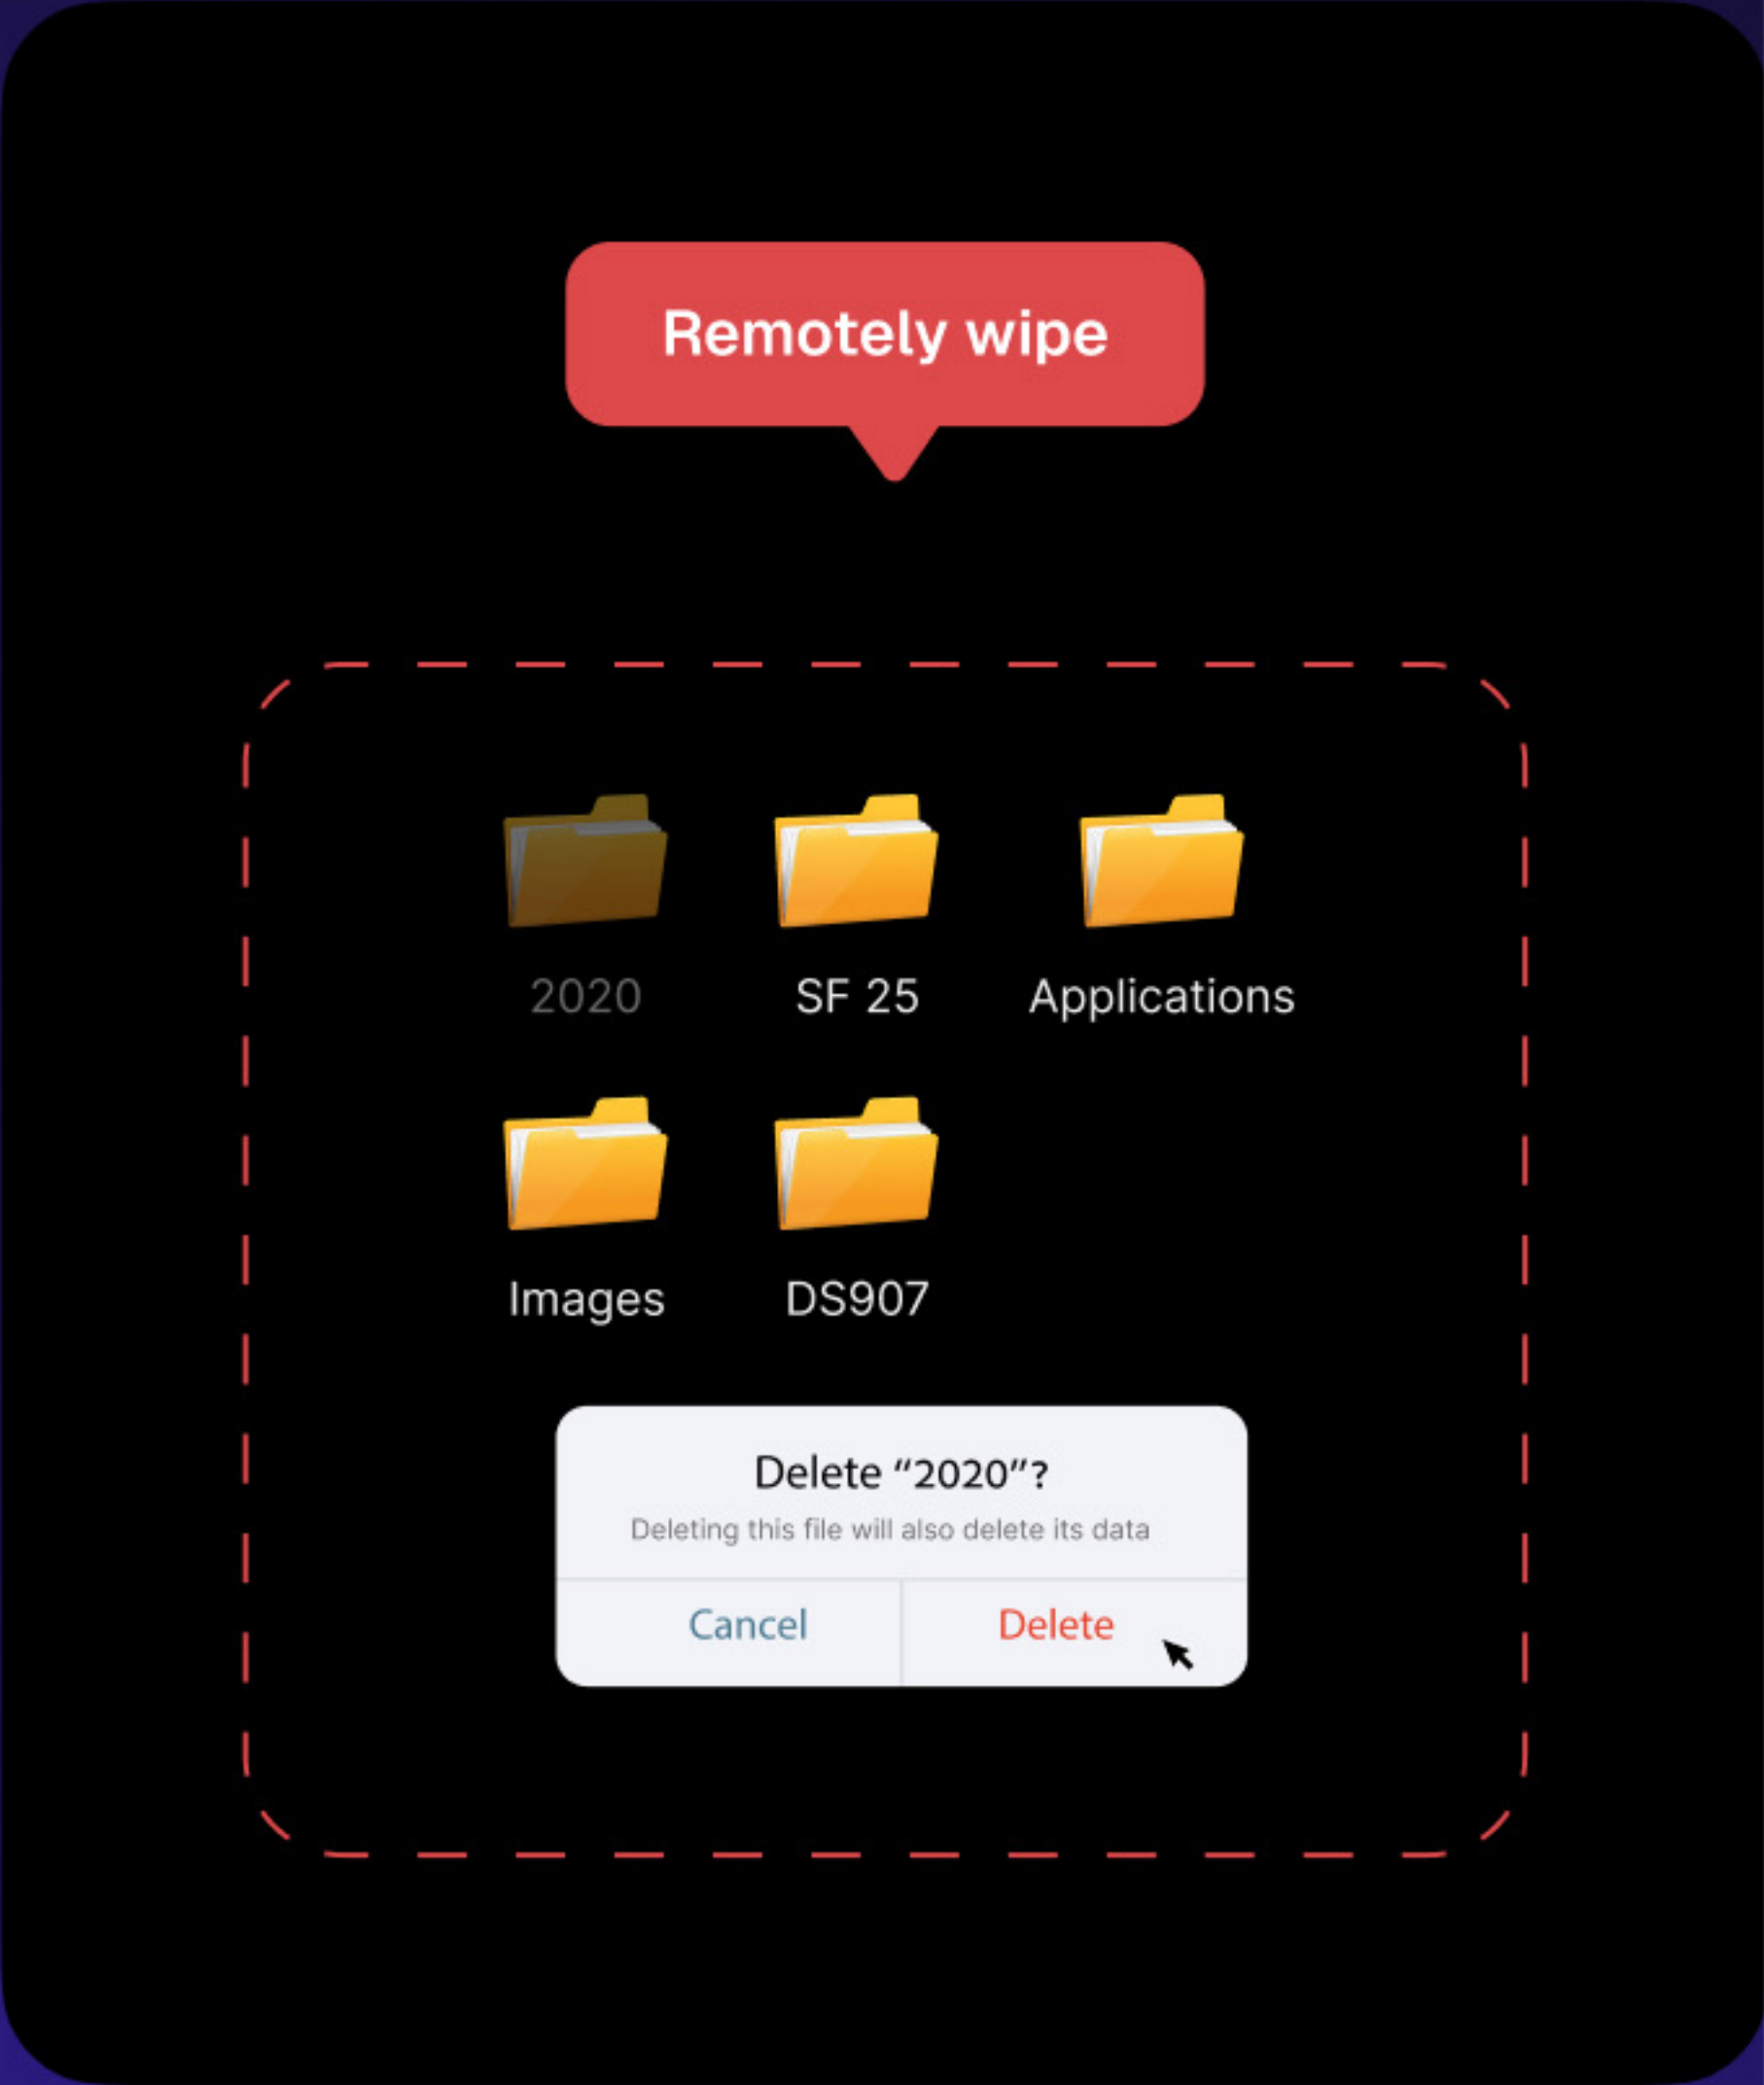 Remotely wipe
2020
SF 25
Applications
Images
DS907
Delete “2020”?
Deleting this file will also delete its data
Cancel
Delete